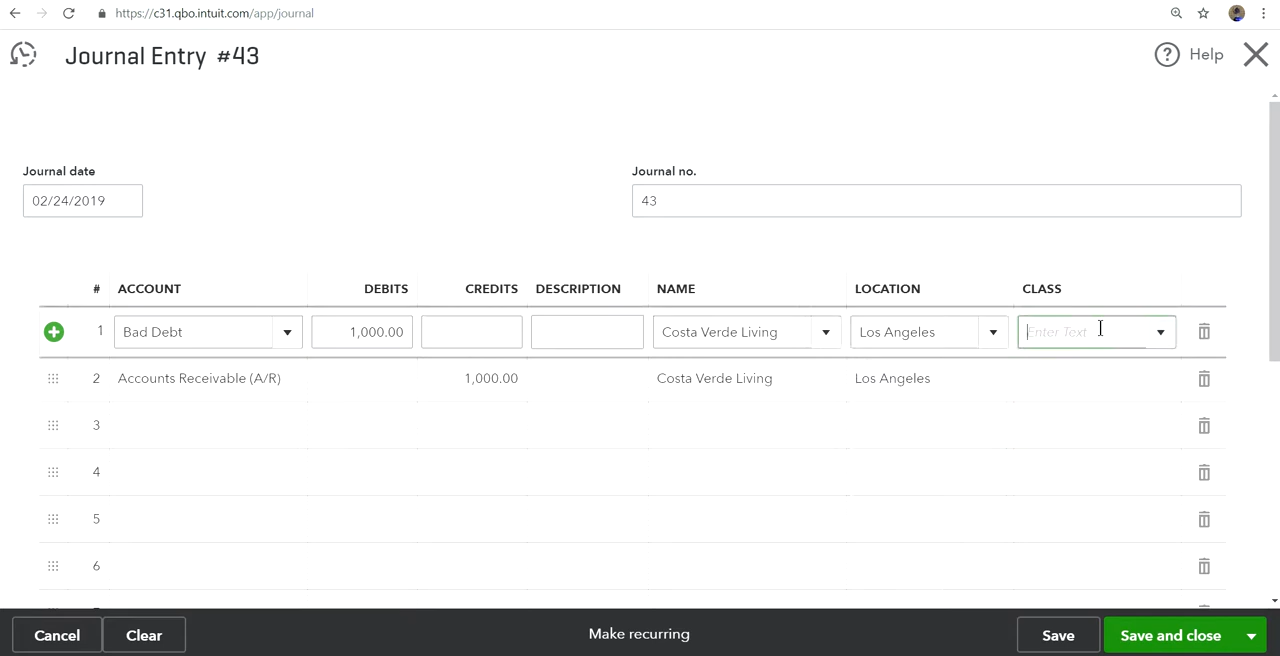 https://c31.qbo.intuit.com/app/journal
Journal Entry #43
Help
Journal date
Journal no.
02/24/2019
43
# ACCOUNT DEBITS CREDITS DESCRIPTION NAME LOCATION CLASS
1 Bad Debt 1,000.00 Costa Verde Living Los Angeles Enter Text
2 Accounts Receivable (A/R) 1,000.00 Costa Verde Living Los Angeles
3
4
5
6
Cancel Clear Make recurring Save Save and close